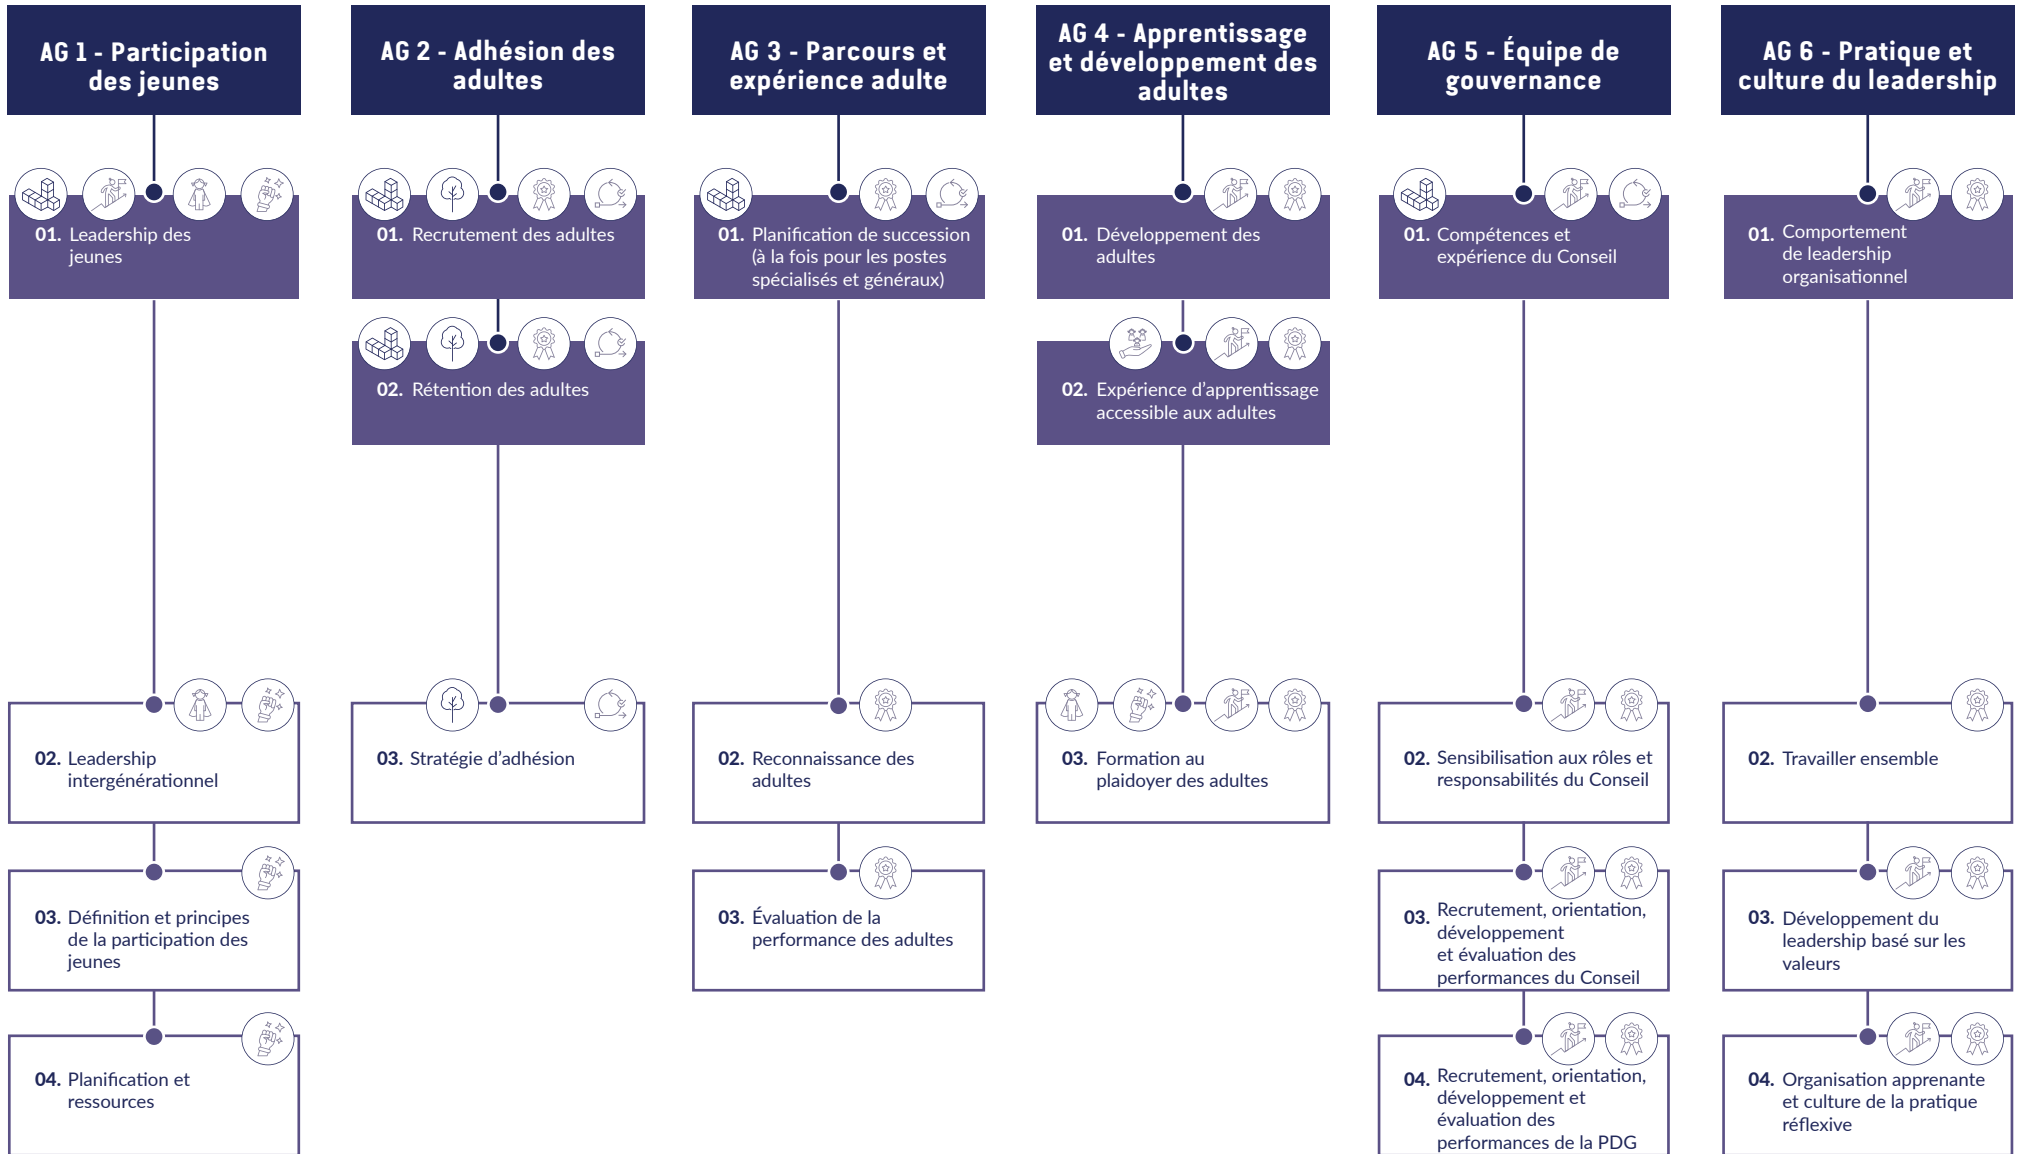 AG 1 - Participation
des jeunes
01. Leadership des
jeunes
02. Leadership
intergénérationnel
03. Définition et principes
de la participation des
jeunes
04. Planification et
ressources
AG 2 - Adhésion des
adultes
01. Recrutement des adultes
02. Rétention des adultes
03. Stratégie d’adhésion
AG 3 - Parcours et
expérience adulte
01. Planification de succession
(à la fois pour les postes
spécialisés et généraux)
02. Reconnaissance des
adultes
03. Évaluation de la
performance des adultes
AG 4 - Apprentissage
et développement des
adultes
01. Développement des
adultes
02. Expérience d’apprentissage
accessible aux adultes
03. Formation au
plaidoyer des adultes
AG 5 - Équipe de
gouvernance
01. Compétences et
expérience du Conseil
02. Sensibilisation aux rôles et
responsabilités du Conseil
03. Recrutement, orientation,
développement
et évaluation des
performances du Conseil
04. Recrutement, orientation,
développement et
évaluation des
performances de la PDG
AG 6 - Pratique et
culture du leadership
01. Comportement
de leadership
organisationnel
02. Travailler ensemble
03. Développement du
leadership basé sur les
valeurs
04. Organisation apprenante
et culture de la pratique
réflexive